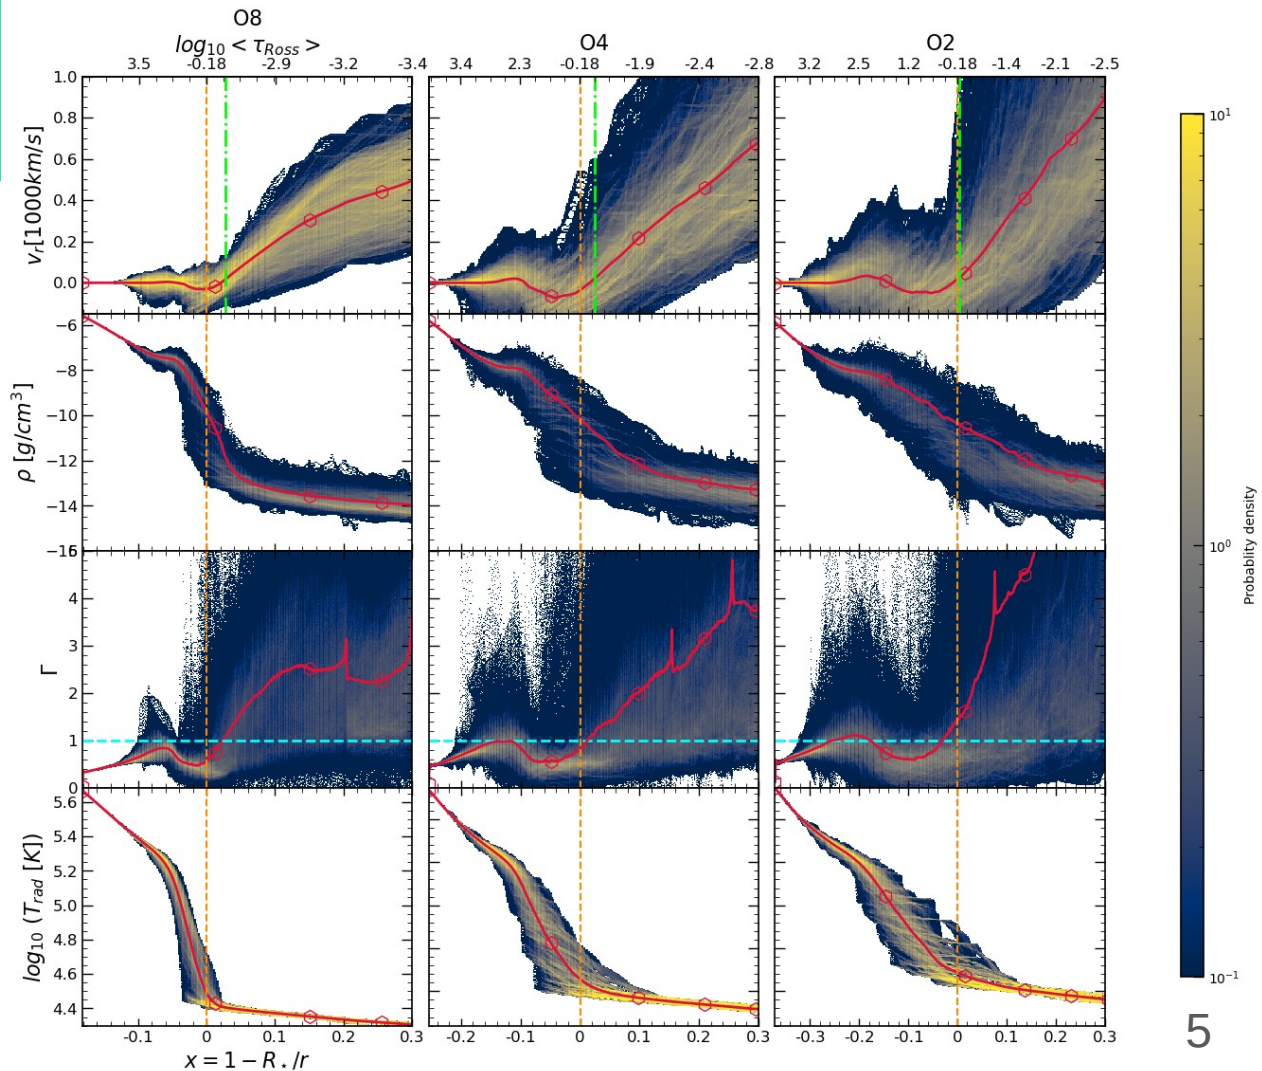 O8
log₁₀ < τ_Ross >
O4
O2
3.5 -0.18 -2.9 -3.2 -3.4
3.4 2.3 -0.18 -1.9 -2.4 -2.8
3.2 2.5 1.2 -0.18 -1.4 -2.1 -2.5
v_r[1000km/s]
1.0
0.8
0.6
0.4
0.2
0.0
ρ [g/cm³]
−6
−8
−10
−12
−14
−16
Γ
4
3
2
1
0
log₁₀ (T_rad [K])
5.6
5.4
5.2
5.0
4.8
4.6
4.4
-0.1 0 0.1 0.2 0.3
-0.2 -0.1 0 0.1 0.2 0.3
-0.3 -0.2 -0.1 0 0.1 0.2 0.3
x = 1 − R⋆/r
10¹
10⁰
10⁻¹
Probablity density
5